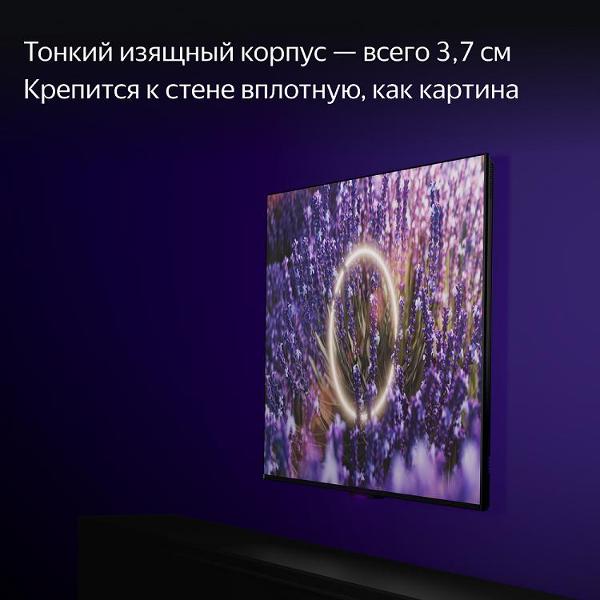 Тонкий изящный корпус — всего 3,7 см
Крепится к стене вплотную, как картина